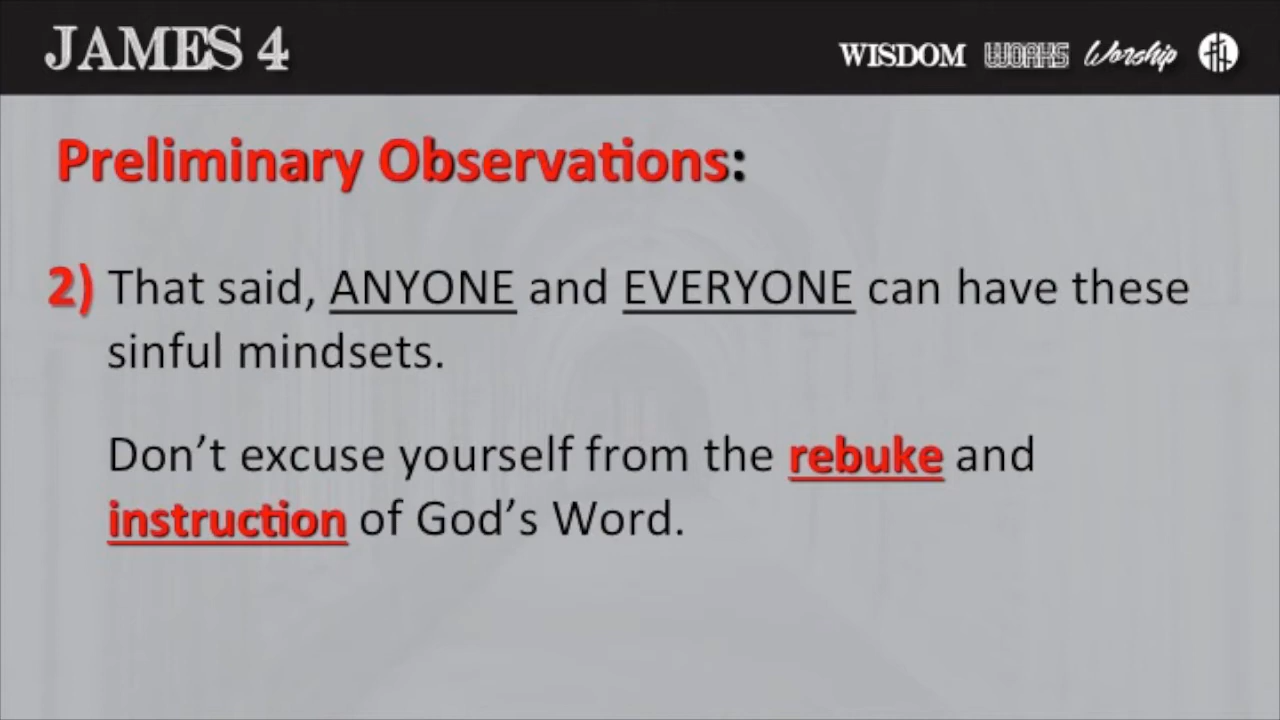 JAMES 4
WISDOM WORKS Worship
Preliminary Observations:
2) That said, ANYONE and EVERYONE can have these
sinful mindsets.
Don’t excuse yourself from the rebuke and
instruction of God’s Word.